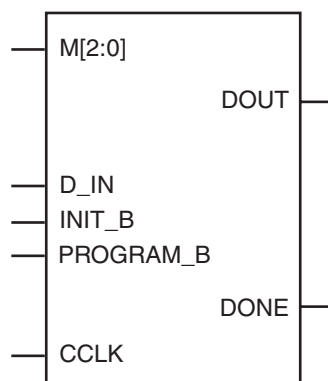 M[2:0]
DOUT
D_IN
INIT_B
PROGRAM_B
DONE
CCLK